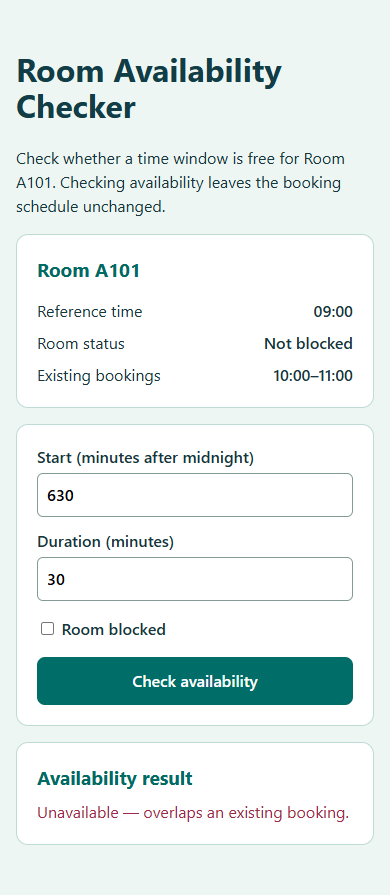 Room Availability
Checker
Check whether a time window is free for Room
A101. Checking availability leaves the booking
schedule unchanged.
Room A101
Reference time 09:00
Room status Not blocked
Existing bookings 10:00–11:00
Start (minutes after midnight)
630
Duration (minutes)
30
Room blocked
Check availability
Availability result
Unavailable — overlaps an existing booking.